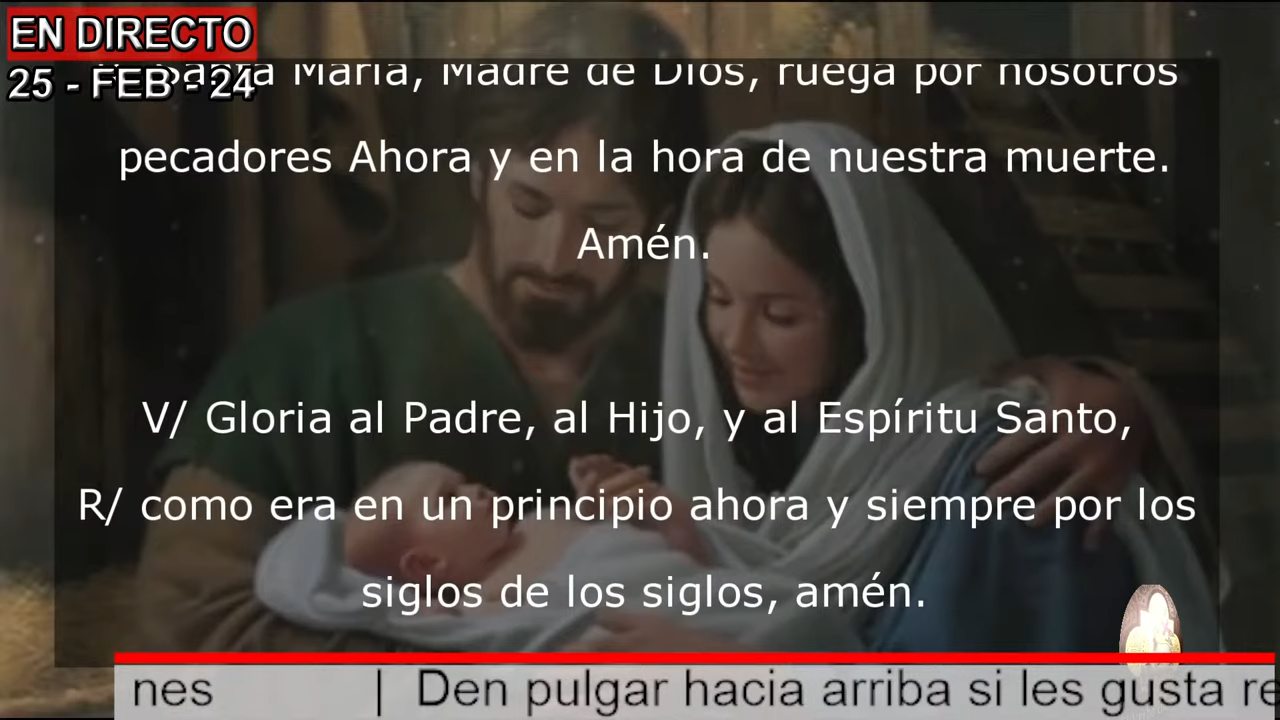 EN DIRECTO
25 - FEB - 24
Santa María, Madre de Dios, ruega por nosotros
pecadores Ahora y en la hora de nuestra muerte.
Amén.
V/ Gloria al Padre, al Hijo, y al Espíritu Santo,
R/ como era en un principio ahora y siempre por los
siglos de los siglos, amén.
nes | Den pulgar hacia arriba si les gusta re